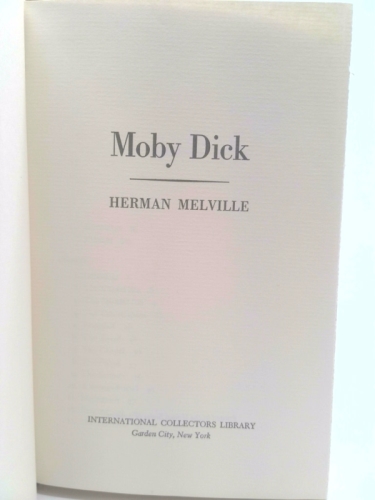 Moby Dick
HERMAN MELVILLE
INTERNATIONAL COLLECTORS LIBRARY
Garden City, New York